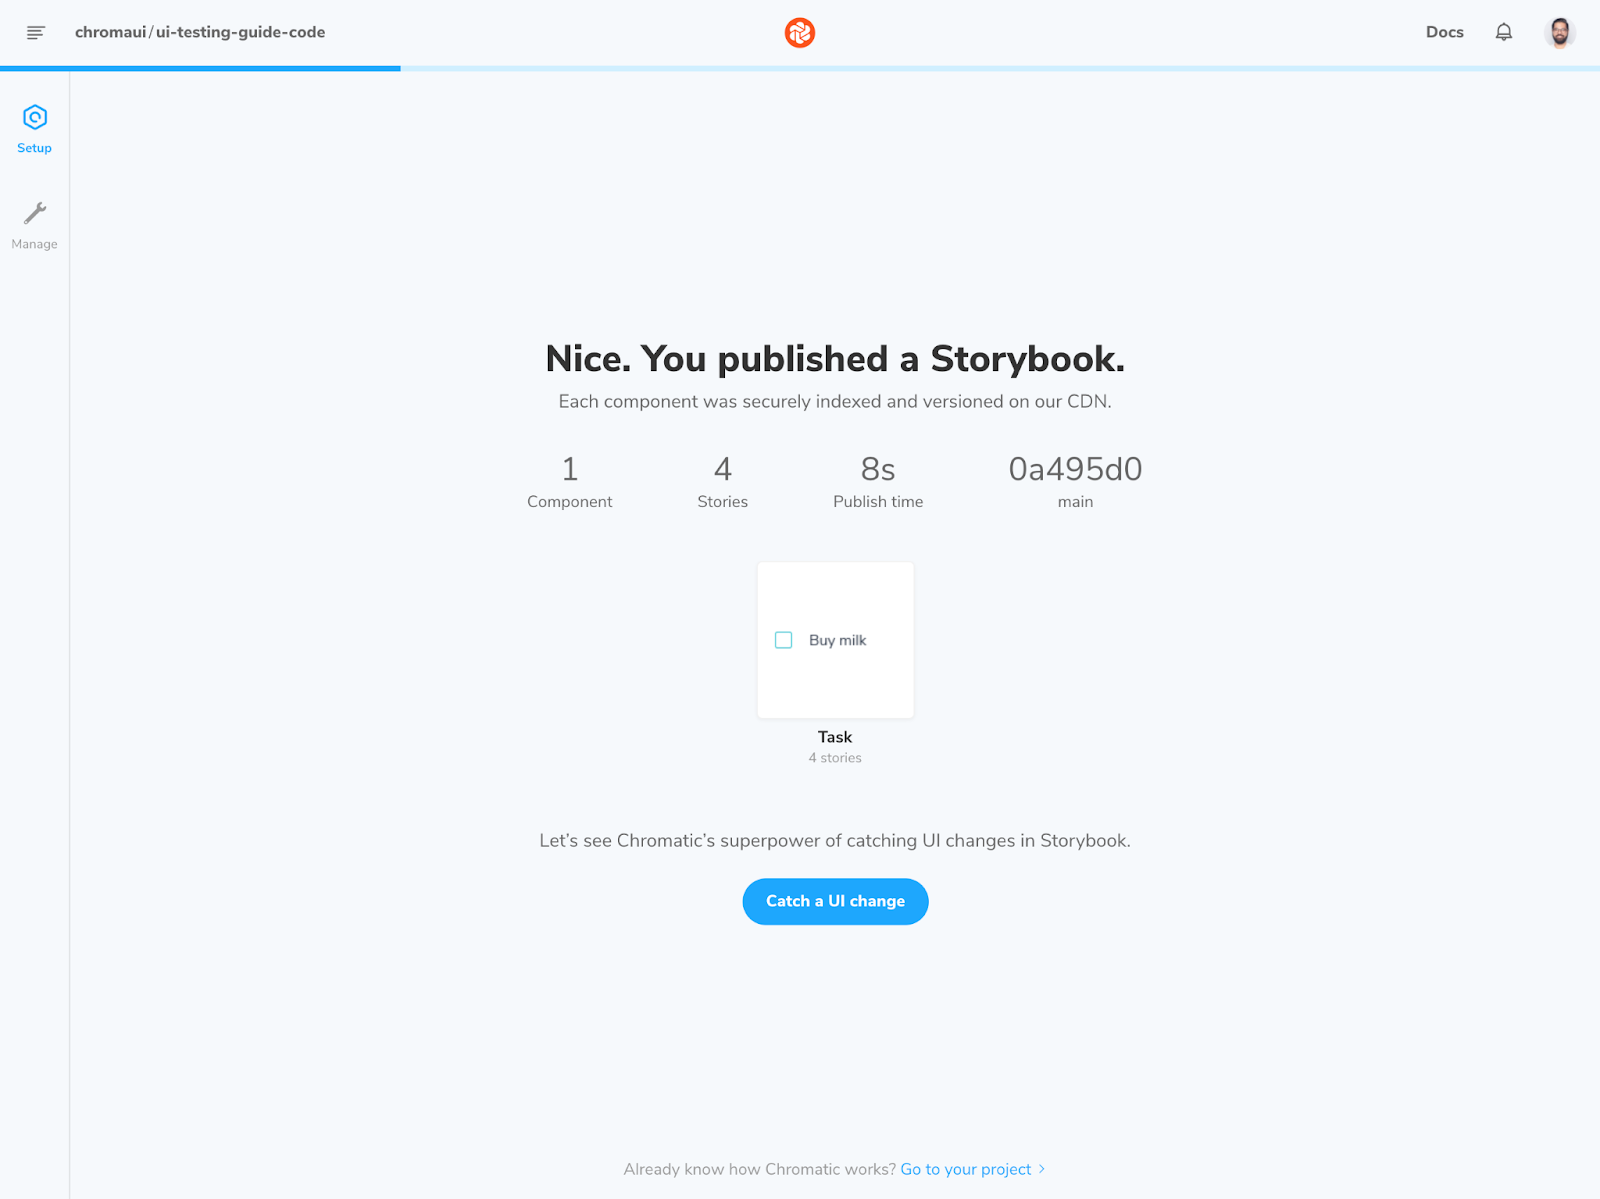 chromaui/ui-testing-guide-code
Docs
Setup
Manage
Nice. You published a Storybook.
Each component was securely indexed and versioned on our CDN.
1 4 8s 0a495d0
Component Stories Publish time main
Buy milk
Task
4 stories
Let’s see Chromatic’s superpower of catching UI changes in Storybook.
Catch a UI change
Already know how Chromatic works? Go to your project